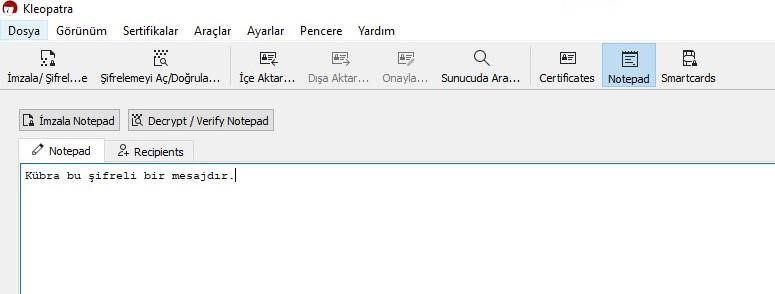 Kleopatra
Dosya Görünüm Sertifikalar Araçlar Ayarlar Pencere Yardım
İmzala/ Şifrel...e Şifrelemeyi Aç/Doğrula... İçe Aktar... Dışa Aktar... Onayla... Sunucuda Ara... Certificates Notepad Smartcards
İmzala Notepad Decrypt / Verify Notepad
Notepad Recipients
Kübra bu şifreli bir mesajdır.